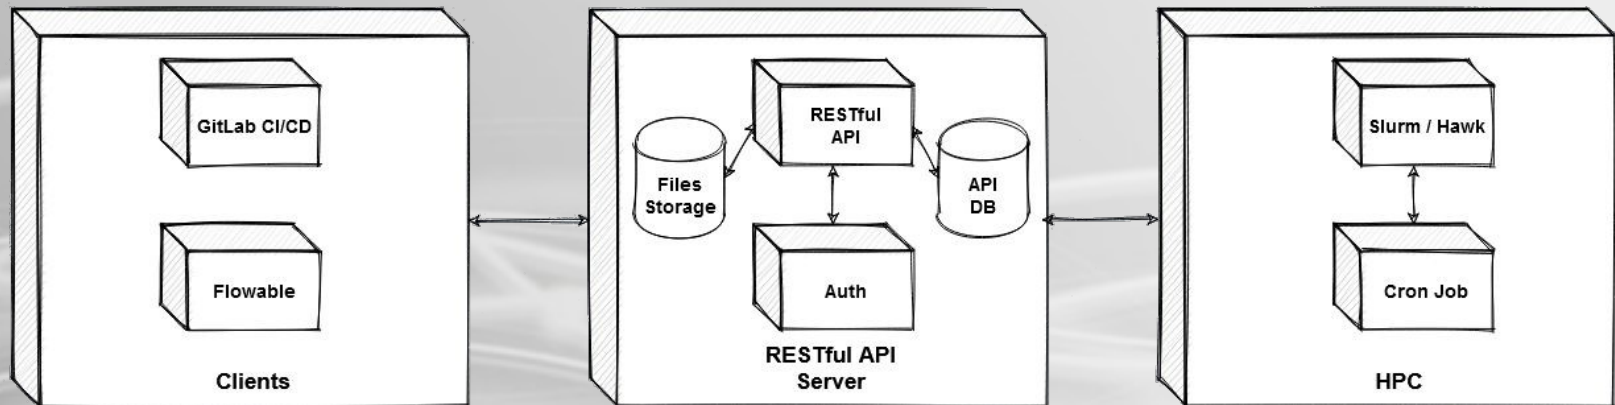 GitLab CI/CD
Flowable
Clients
RESTful
API
Files
Storage
API
DB
Auth
RESTful API
Server
Slurm / Hawk
Cron Job
HPC